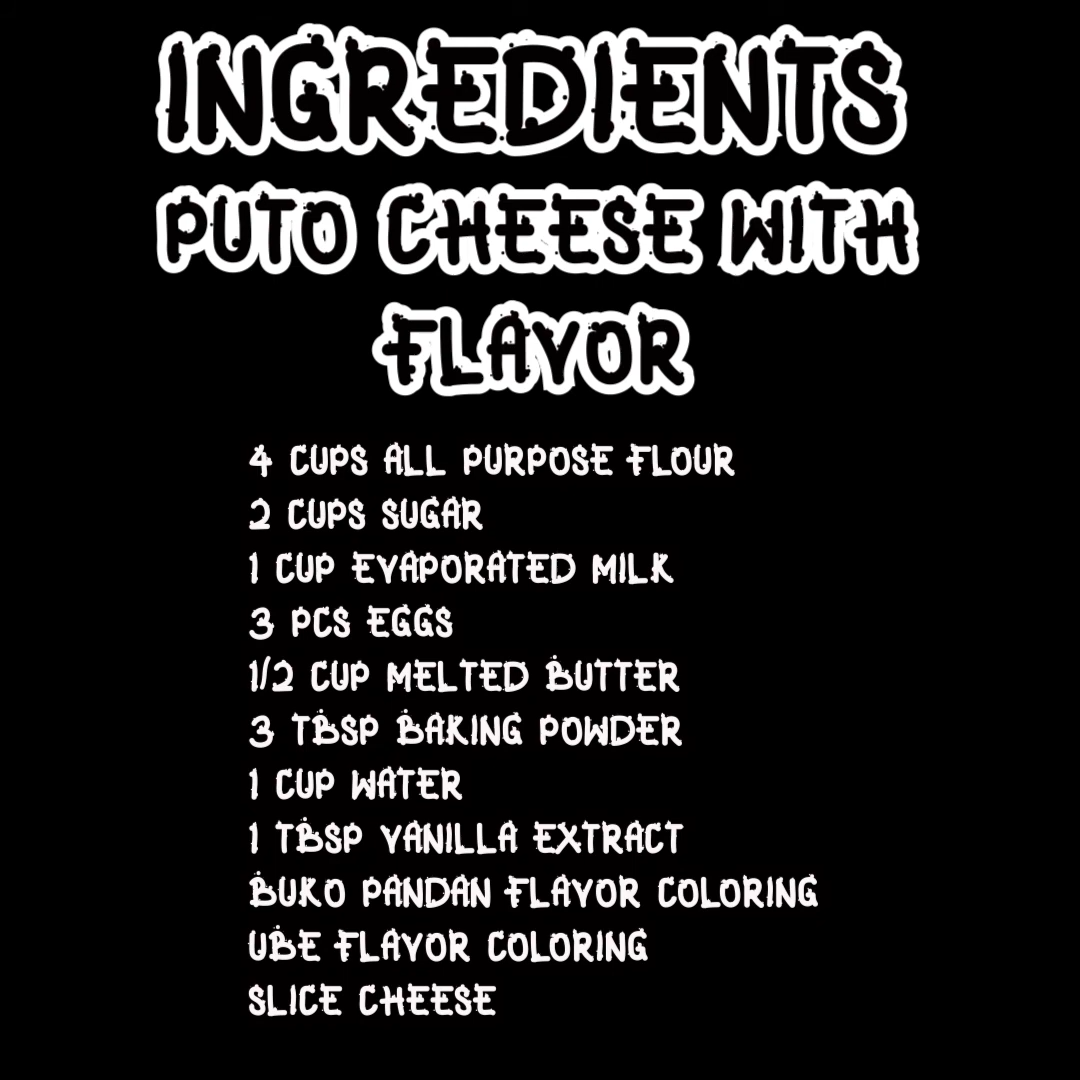 INGREDIENTS
PUTO CHEESE WITH
FLAVOR
4 CUPS ALL PURPOSE FLOUR
2 CUPS SUGAR
1 CUP EVAPORATED MILK
3 PCS EGGS
1/2 CUP MELTED BUTTER
3 TBSP BAKING POWDER
1 CUP WATER
1 TBSP VANILLA EXTRACT
BUKO PANDAN FLAVOR COLORING
UBE FLAVOR COLORING
SLICE CHEESE